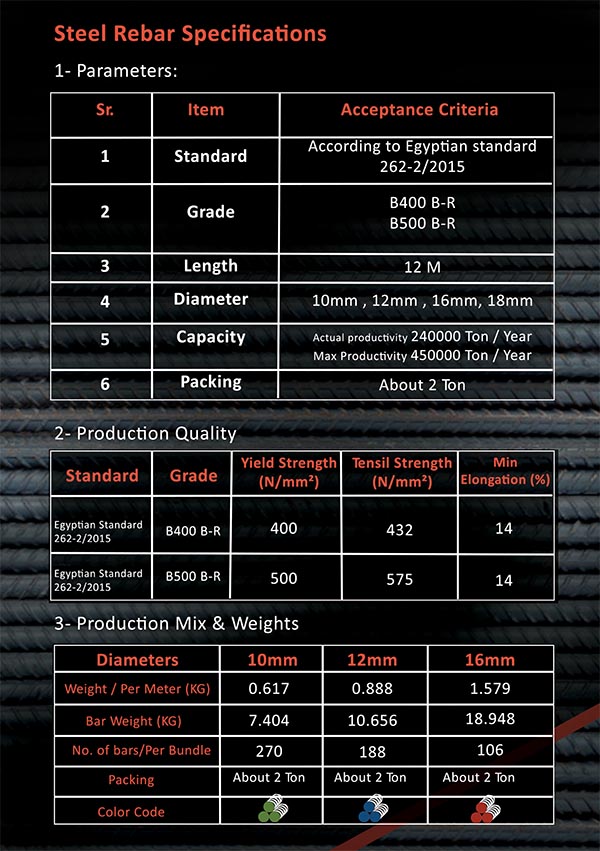 Steel Rebar Specifications
1- Parameters:
Sr. Item Acceptance Criteria
1 Standard According to Egyptian standard
262-2/2015
2 Grade B400 B-R
B500 B-R
3 Length 12 M
4 Diameter 10mm , 12mm , 16mm, 18mm
5 Capacity Actual productivity 240000 Ton / Year
Max Productivity 450000 Ton / Year
6 Packing About 2 Ton
2- Production Quality
Standard Grade Yield Strength (N/mm²) Tensil Strength (N/mm²) Min Elongation (%)
Egyptian Standard
262-2/2015 B400 B-R 400 432 14
Egyptian Standard
262-2/2015 B500 B-R 500 575 14
3- Production Mix & Weights
Diameters 10mm 12mm 16mm
Weight / Per Meter (KG) 0.617 0.888 1.579
Bar Weight (KG) 7.404 10.656 18.948
No. of bars/Per Bundle 270 188 106
Packing About 2 Ton About 2 Ton About 2 Ton
Color Code